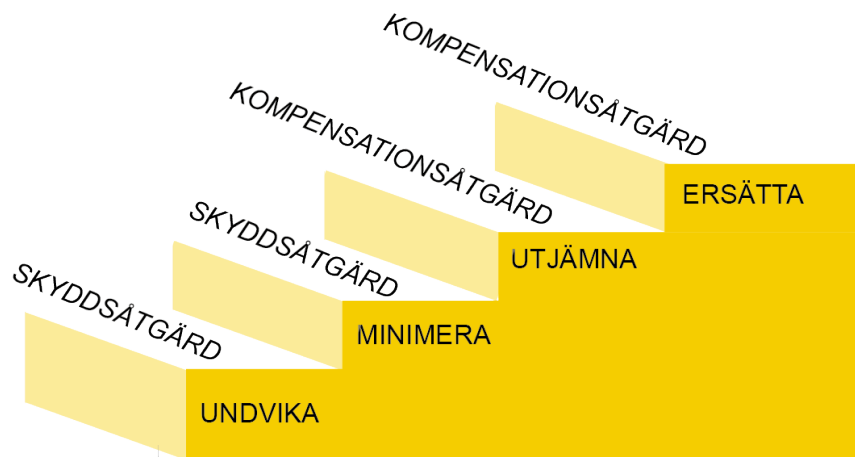 KOMPENSATIONSÅTGÄRD
ERSÄTTA
KOMPENSATIONSÅTGÄRD
UTJÄMNA
SKYDDSÅTGÄRD
MINIMERA
SKYDDSÅTGÄRD
UNDVIKA